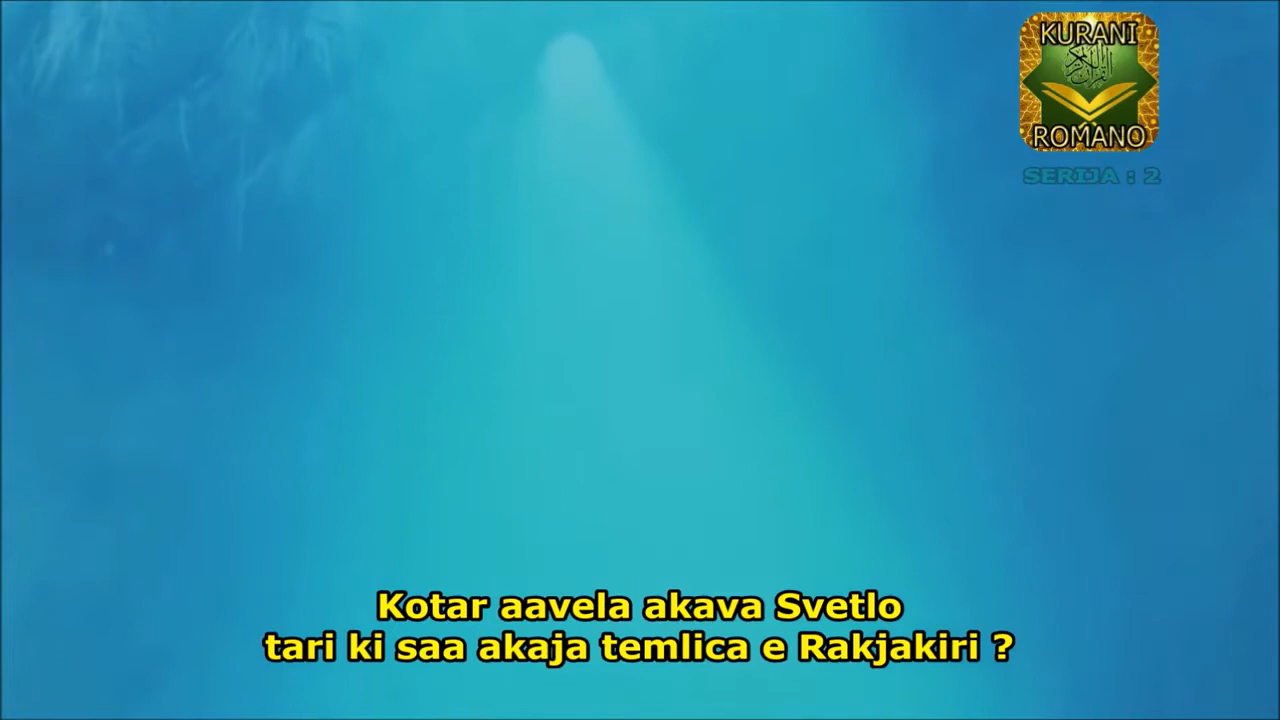 KURANI
ROMANO
SERIJA : 2
Kotar aavela akava Svetlo
tari ki saa akaja temlica e Rakjakiri ?